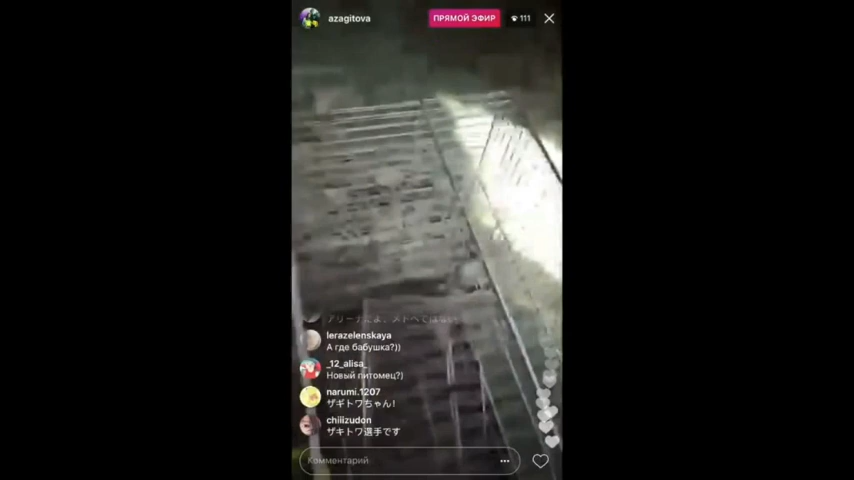 azagitova
ПРЯМОЙ ЭФИР
111
lerazelenskaya
А где бабушка?))
_12_alisa_
Новый питомец?)
narumi.1207
ザギトワちゃん!
chiiizudon
ザキトワ選手です
Комментарий